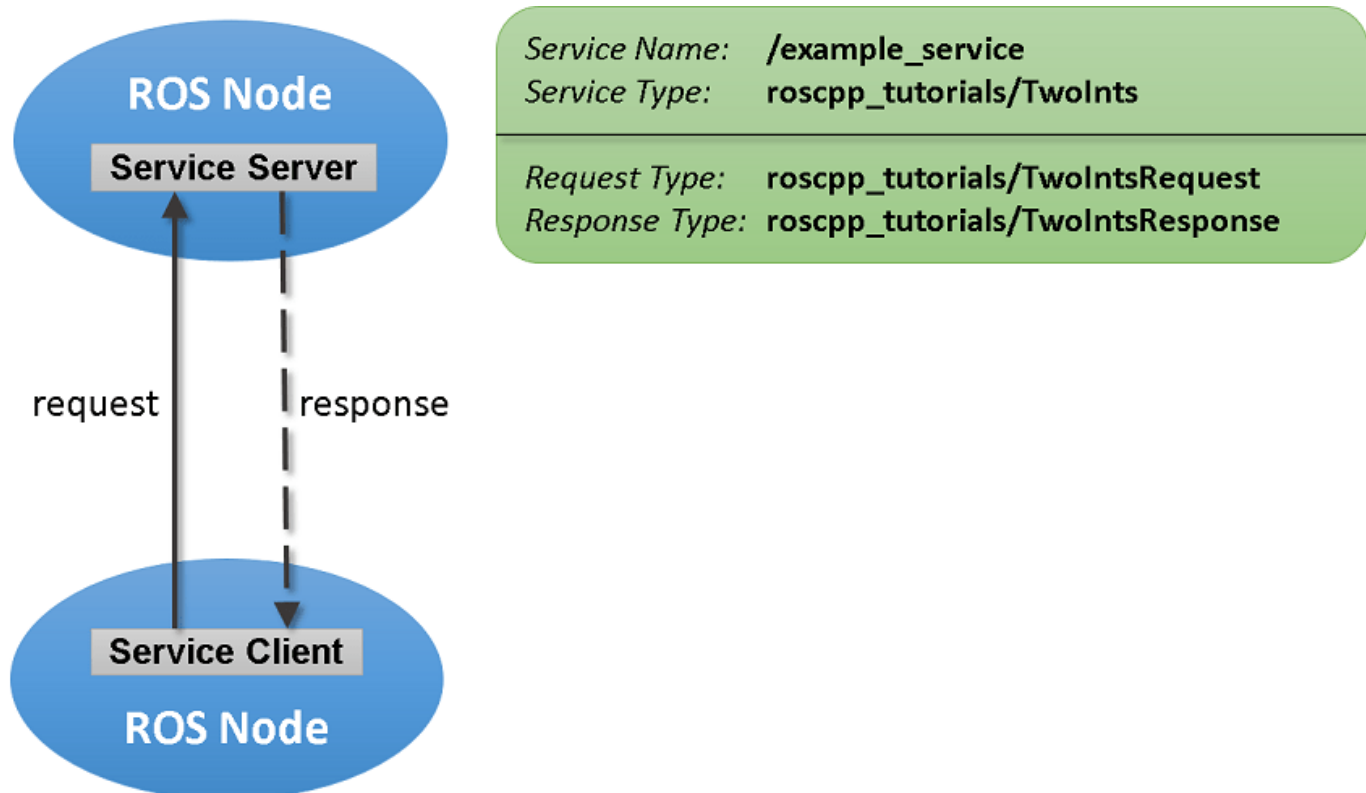 ROS Node
Service Server
request
response
Service Client
ROS Node
Service Name: /example_service
Service Type: roscpp_tutorials/TwoInts
Request Type: roscpp_tutorials/TwoIntsRequest
Response Type: roscpp_tutorials/TwoIntsResponse